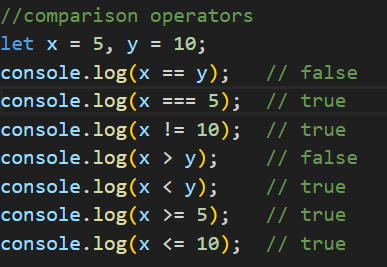 //comparison operators
let x = 5, y = 10;
console.log(x == y);   // false
console.log(x === 5);  // true
console.log(x != 10);  // true
console.log(x > y);    // false
console.log(x < y);    // true
console.log(x >= 5);   // true
console.log(x <= 10);  // true